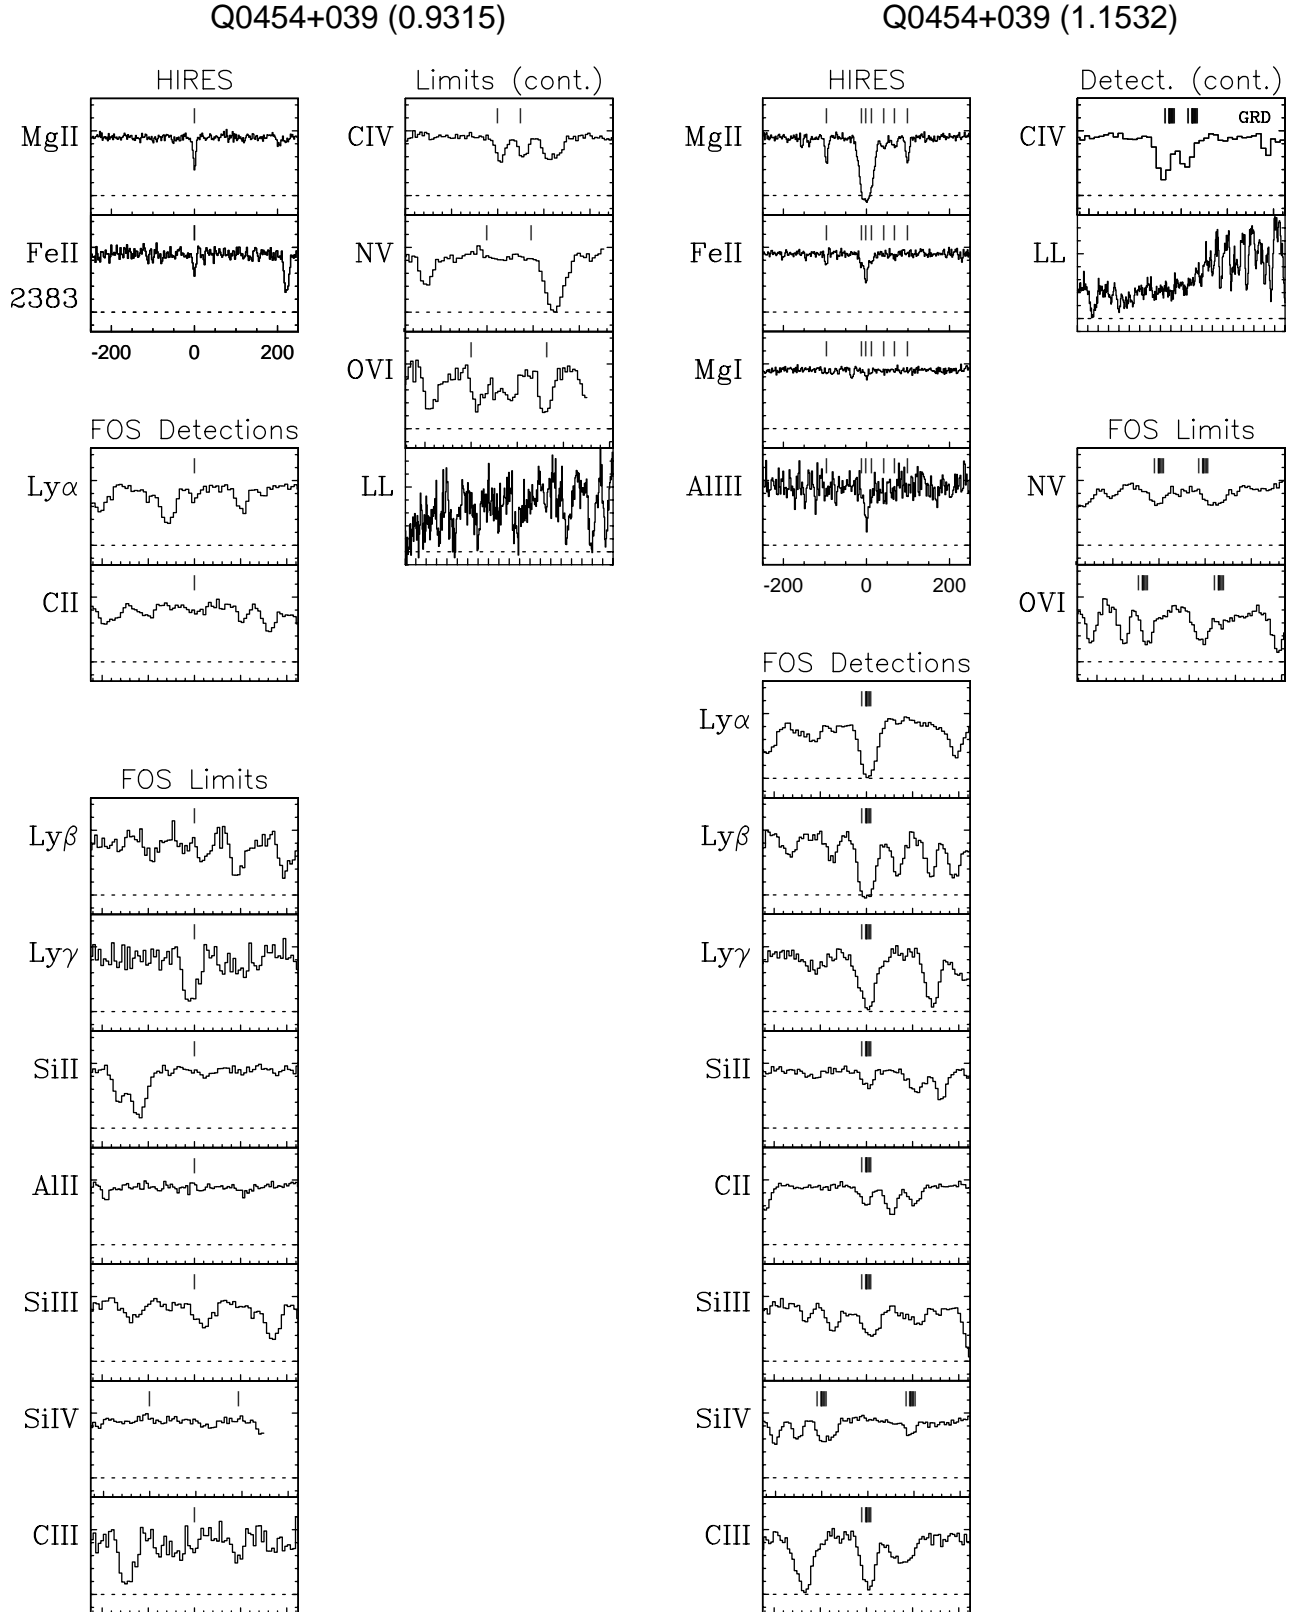 Q0454+039 (0.9315)
HIRES
MgII
FeII
2383
-200 0 200
FOS Detections
Lyα
CII
FOS Limits
Lyβ
Lyγ
SiII
AlII
SiIII
SiIV
CIII
Limits (cont.)
CIV
NV
OVI
LL
Q0454+039 (1.1532)
HIRES
MgII
FeII
MgI
AlIII
-200 0 200
FOS Detections
Lyα
Lyβ
Lyγ
SiII
CII
SiIII
SiIV
CIII
Detect. (cont.)
CIV
GRD
LL
FOS Limits
NV
OVI